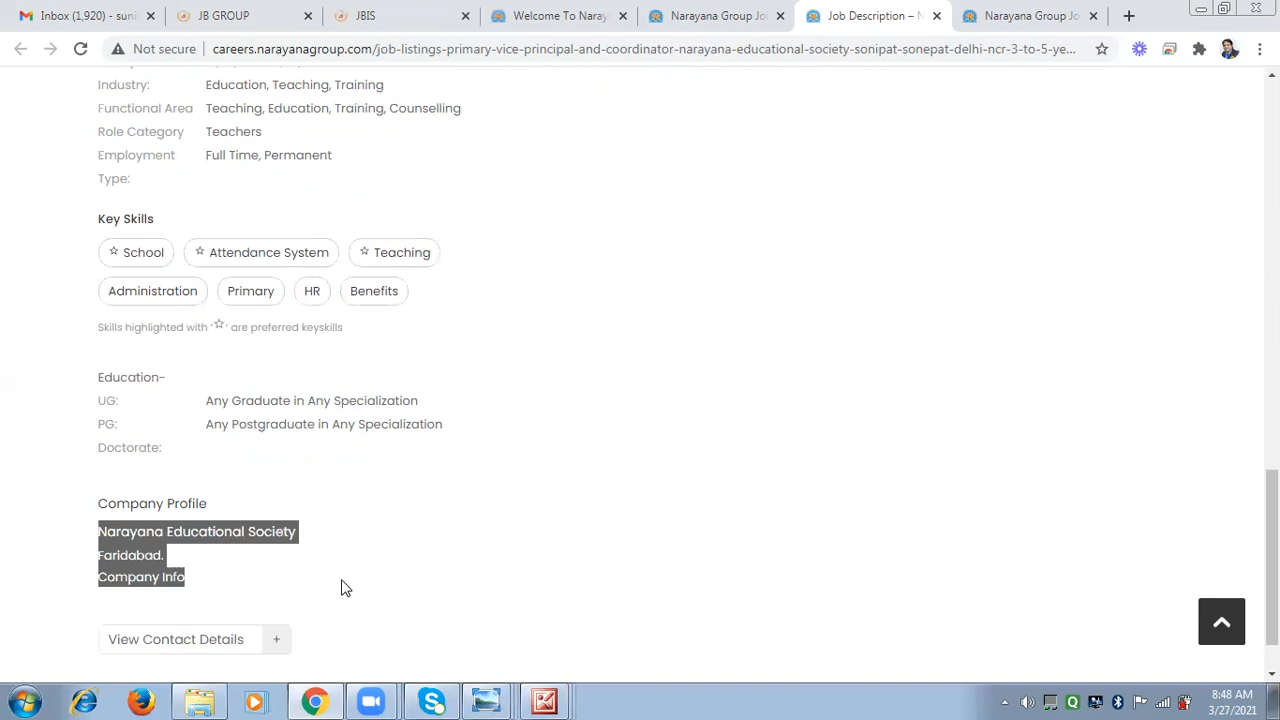 Inbox (1,920) - sunil
JB GROUP
JBIS
Welcome To Naray
Narayana Group Jo
Job Description – N
Narayana Group Jo
Not secure
careers.narayanagroup.com/job-listings-primary-vice-principal-and-coordinator-narayana-educational-society-sonipat-sonepat-delhi-ncr-3-to-5-ye...
Industry: Education, Teaching, Training
Functional Area Teaching, Education, Training, Counselling
Role Category Teachers
Employment Full Time, Permanent
Type:
Key Skills
School Attendance System Teaching
Administration Primary HR Benefits
Skills highlighted with '☆' are preferred keyskills
Education-
UG: Any Graduate in Any Specialization
PG: Any Postgraduate in Any Specialization
Doctorate:
Company Profile
Narayana Educational Society
Faridabad.
Company Info
View Contact Details +
8:48 AM
3/27/2021